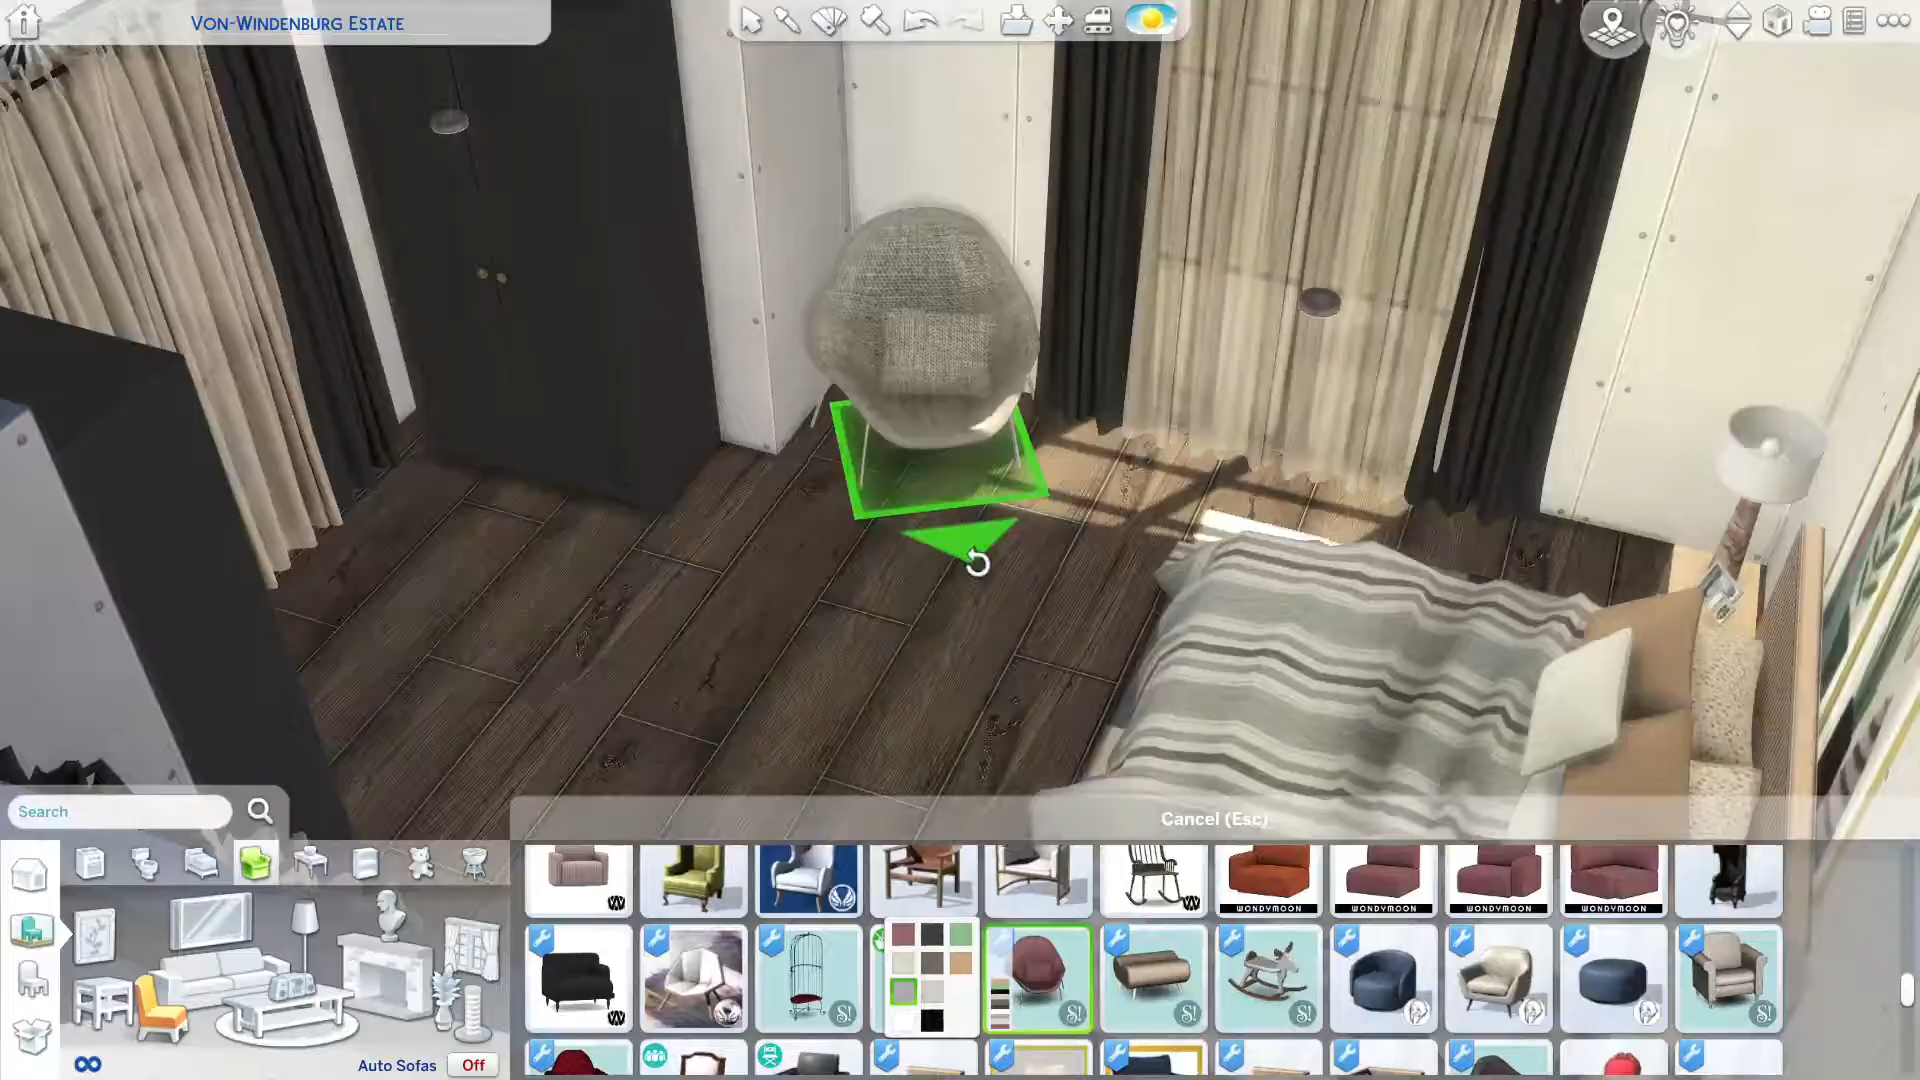 Von-Windenburg Estate
Cancel (Esc)
Search
WONDYMOON
WONDYMOON
WONDYMOON
WONDYMOON
W
W
S!
S!
S!
S!
W
S!
Auto Sofas
Off